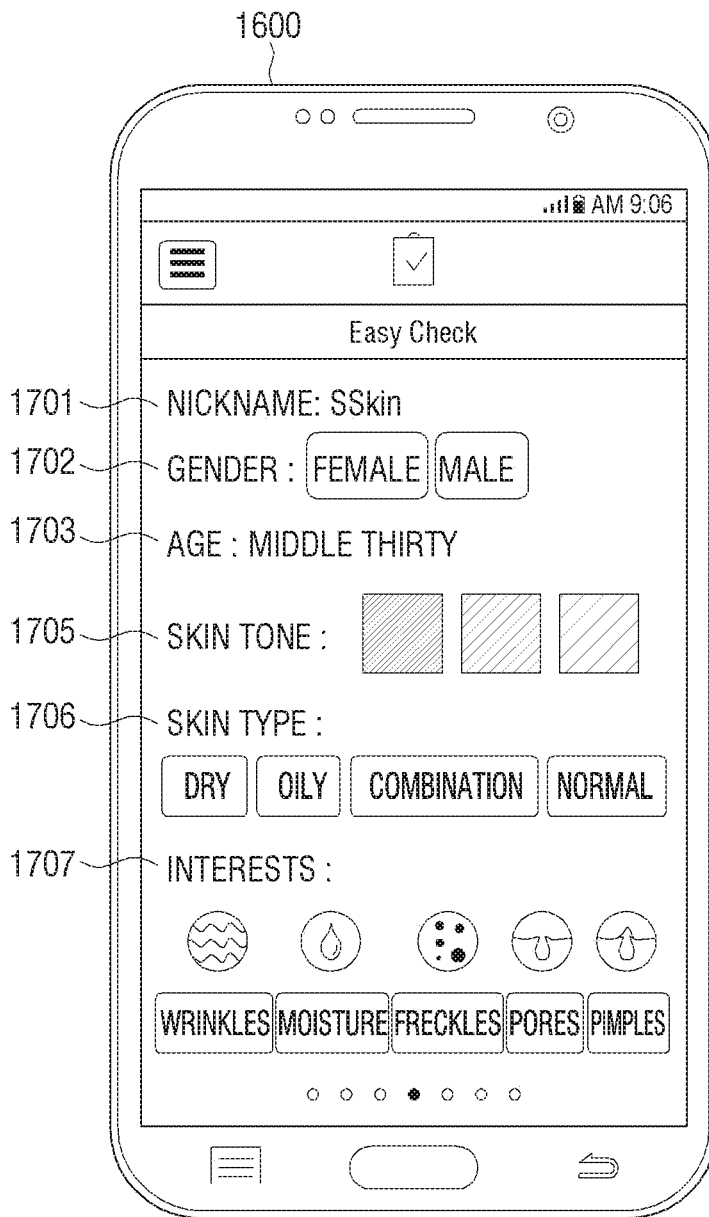 1600
AM 9:06
Easy Check
1701 NICKNAME: SSkin
1702 GENDER : FEMALE MALE
1703 AGE : MIDDLE THIRTY
1705 SKIN TONE :
1706 SKIN TYPE :
DRY OILY COMBINATION NORMAL
1707 INTERESTS :
WRINKLES MOISTURE FRECKLES PORES PIMPLES